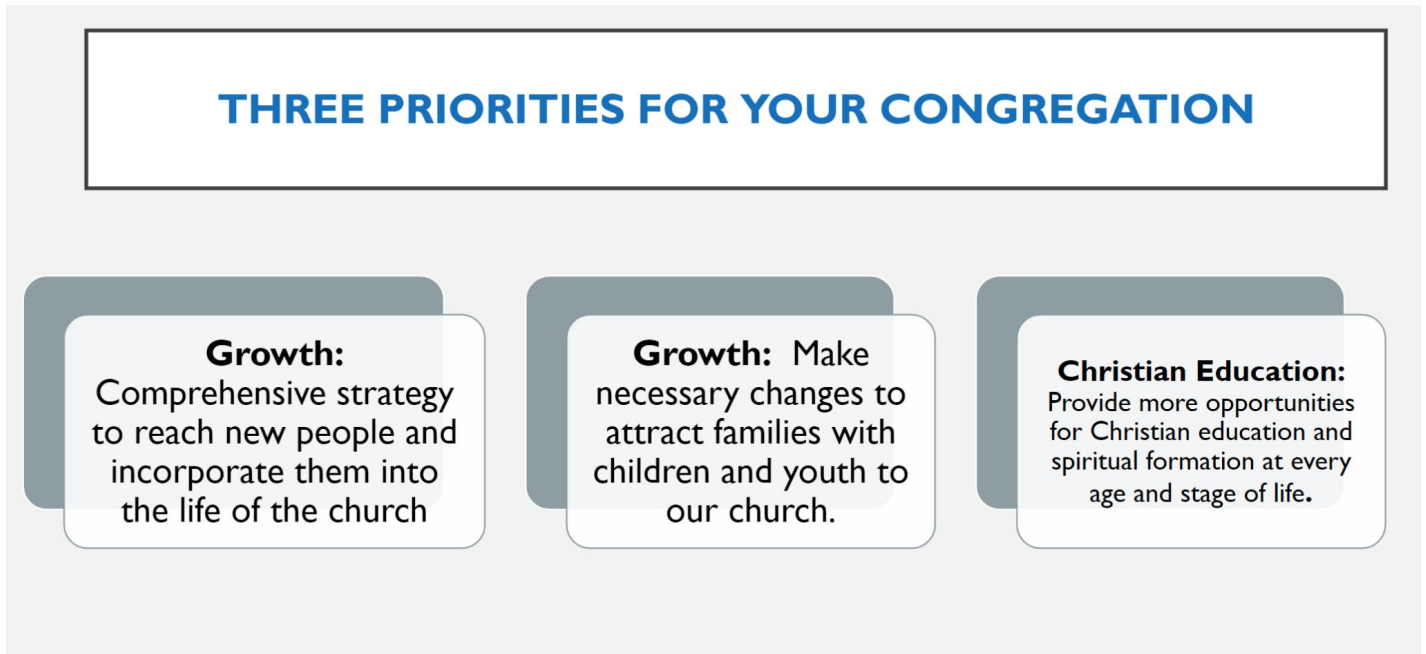 THREE PRIORITIES FOR YOUR CONGREGATION
Growth:
Comprehensive strategy
to reach new people and
incorporate them into
the life of the church
Growth:  Make
necessary changes to
attract families with
children and youth to
our church.
Christian Education:
Provide more opportunities
for Christian education and
spiritual formation at every
age and stage of life.